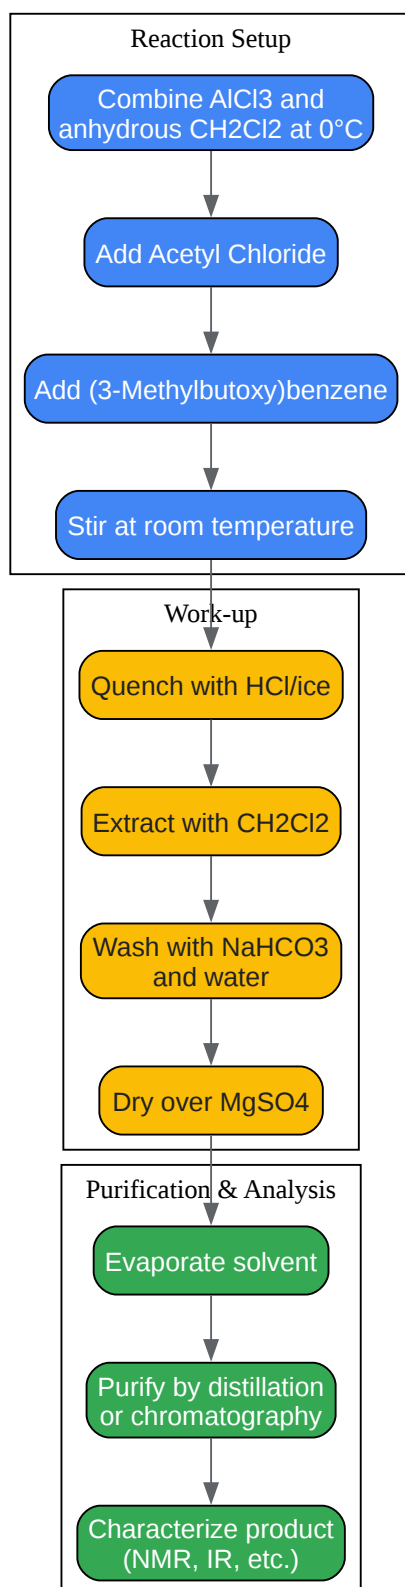 Reaction Setup
Combine AlCl3 and
anhydrous CH2Cl2 at 0°C
Add Acetyl Chloride
Add (3-Methylbutoxy)benzene
Stir at room temperature
Work-up
Quench with HCl/ice
Extract with CH2Cl2
Wash with NaHCO3
and water
Dry over MgSO4
Purification & Analysis
Evaporate solvent
Purify by distillation
or chromatography
Characterize product
(NMR, IR, etc.)